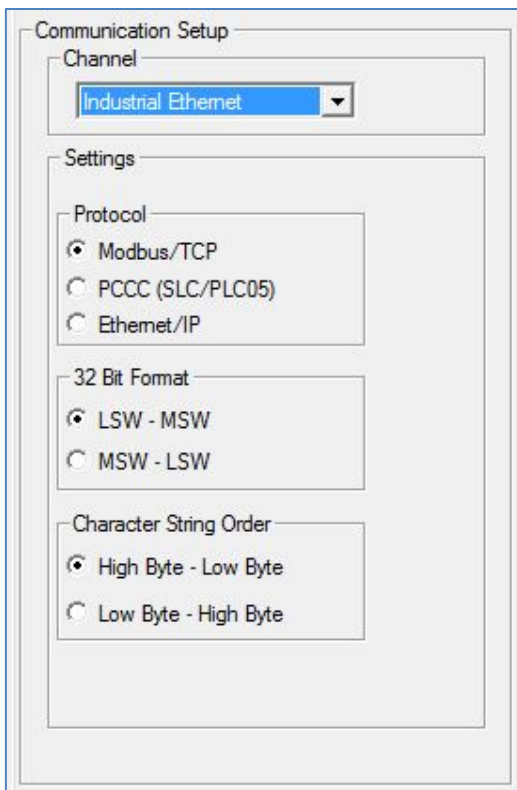 Communication Setup
Channel
Industrial Ethernet
Settings
Protocol
Modbus/TCP
PCCC (SLC/PLC05)
Ethernet/IP
32 Bit Format
LSW - MSW
MSW - LSW
Character String Order
High Byte - Low Byte
Low Byte - High Byte